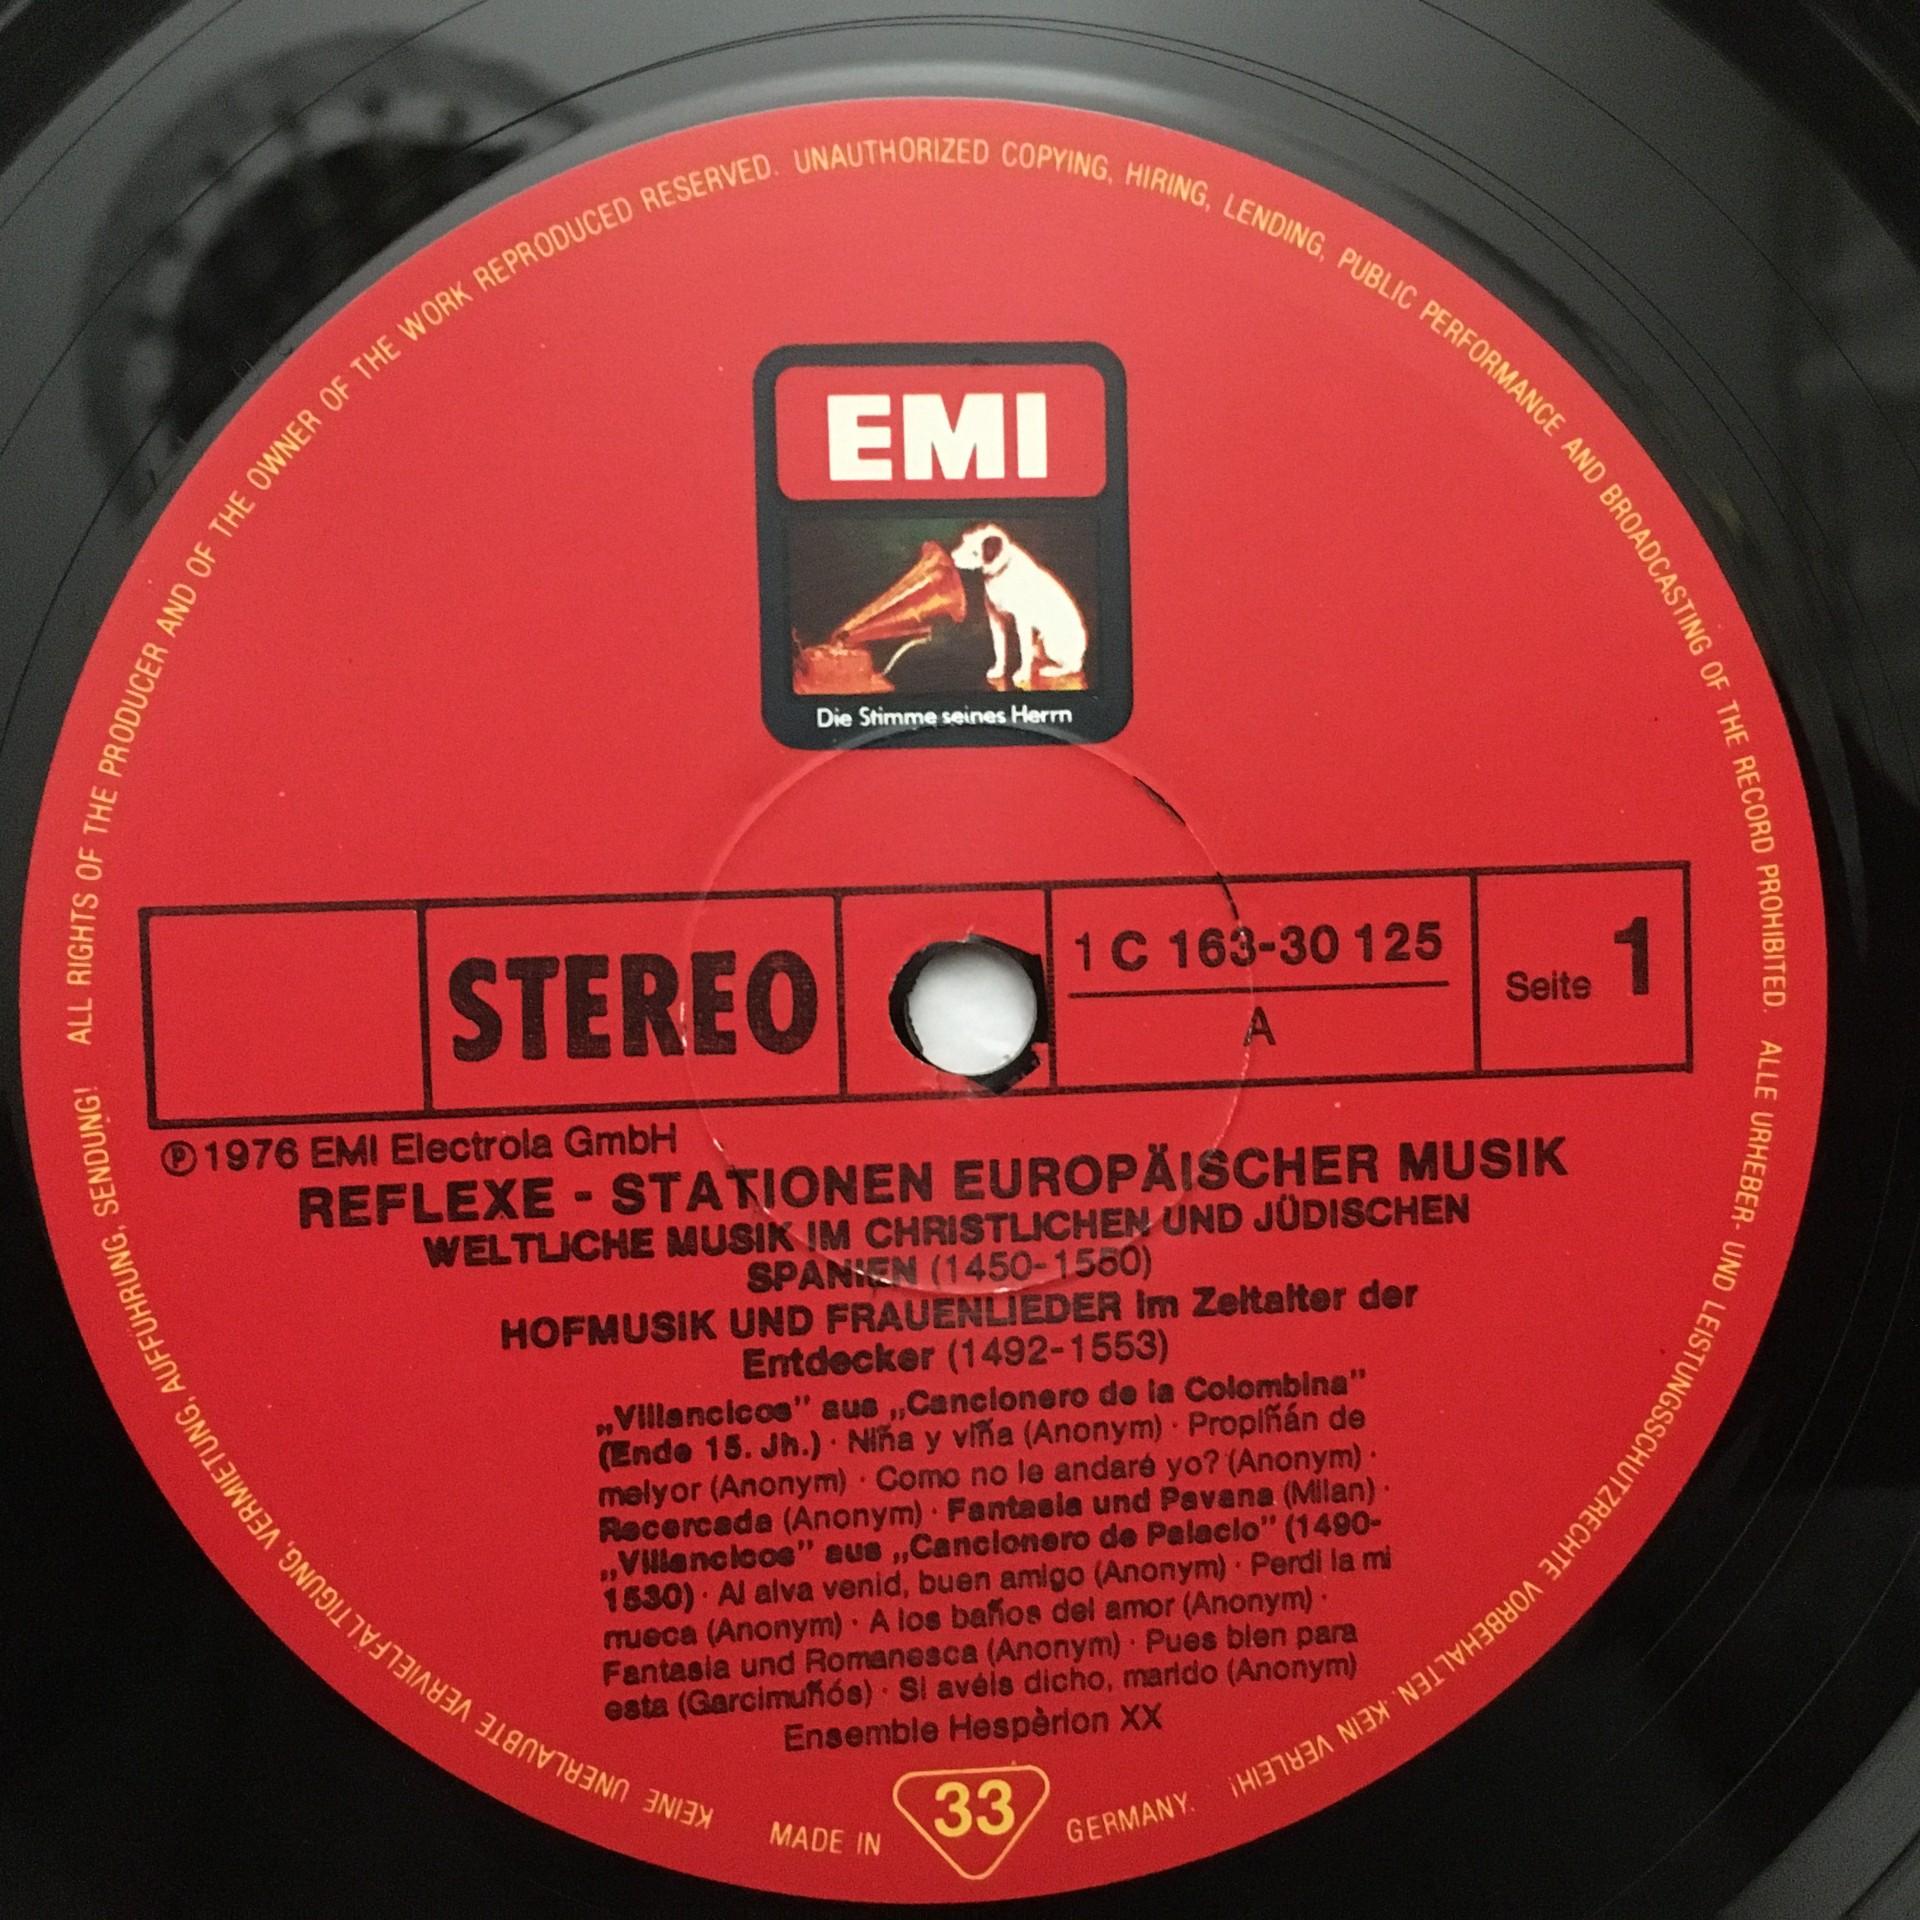 ALL RIGHTS OF THE PRODUCER AND OF THE OWNER OF THE WORK REPRODUCED RESERVED. UNAUTHORIZED COPYING, HIRING, LENDING, PUBLIC PERFORMANCE AND BROADCASTING OF THE RECORD PROHIBITED.
ALLE URHEBER- UND LEISTUNGSSCHUTZRECHTE VORBEHALTEN. KEIN VERLEIH!
KEINE UNERLAUBTE VERVIELFÄLTIGUNG, VERMIETUNG, AUFFÜHRUNG, SENDUNG!
EMI
Die Stimme seines Herrn
STEREO
1 C 163-30 125
A
Seite 1
℗ 1976 EMI Electrola GmbH
REFLEXE - STATIONEN EUROPÄISCHER MUSIK
WELTLICHE MUSIK IM CHRISTLICHEN UND JÜDISCHEN
SPANIEN (1450-1550)
HOFMUSIK UND FRAUENLIEDER im Zeitalter der
Entdecker (1492-1553)
„Villancicos” aus „Cancionero de la Colombina”
(Ende 15. Jh.) · Niña y viña (Anonym) · Propiñán de
melyor (Anonym) · Como no le andaré yo? (Anonym) ·
Recercada (Anonym) · Fantasia und Pavana (Milan) ·
„Villancicos” aus „Cancionero de Palacio” (1490-
1530) · Al alva venid, buen amigo (Anonym) · Perdi la mi
rrueca (Anonym) · A los baños del amor (Anonym) ·
Fantasia und Romanesca (Anonym) · Pues bien para
esta (Garcimuñós) · Si avéis dicho, marido (Anonym)
Ensemble Hespèrion XX
MADE IN 33 GERMANY.